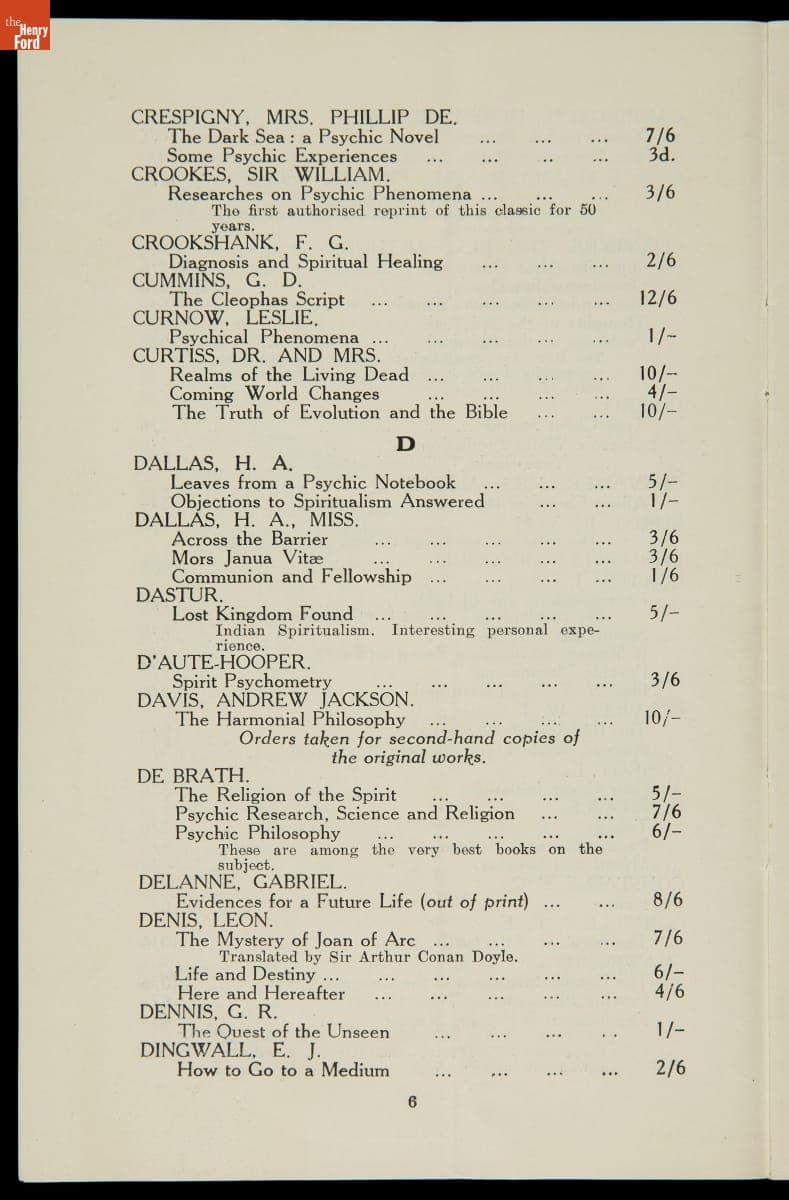 the
Henry
Ford
CRESPIGNY, MRS. PHILLIP DE.
The Dark Sea : a Psychic Novel ... ... ... 7/6
Some Psychic Experiences ... ... .. ... 3d.
CROOKES, SIR WILLIAM.
Researches on Psychic Phenomena ... ... ... 3/6
The first authorised reprint of this classic for 50
years.
CROOKSHANK, F. G.
Diagnosis and Spiritual Healing ... ... ... 2/6
CUMMINS, G. D.
The Cleophas Script ... ... ... ... ... 12/6
CURNOW, LESLIE.
Psychical Phenomena ... ... ... ... ... 1/-
CURTISS, DR. AND MRS.
Realms of the Living Dead ... ... ... ... 10/-
Coming World Changes ... ... ... ... 4/-
The Truth of Evolution and the Bible ... ... 10/-
D
DALLAS, H. A.
Leaves from a Psychic Notebook ... ... ... 5/-
Objections to Spiritualism Answered ... ... 1/-
DALLAS, H. A., MISS.
Across the Barrier ... ... ... ... ... 3/6
Mors Janua Vitæ ... ... ... ... ... 3/6
Communion and Fellowship ... ... ... ... 1/6
DASTUR.
Lost Kingdom Found ... ... ... ... ... 5/-
Indian Spiritualism. Interesting personal expe-
rience.
D'AUTE-HOOPER.
Spirit Psychometry ... ... ... ... ... 3/6
DAVIS, ANDREW JACKSON.
The Harmonial Philosophy ... ... ... ... 10/-
Orders taken for second-hand copies of
the original works.
DE BRATH.
The Religion of the Spirit ... ... ... ... 5/-
Psychic Research, Science and Religion ... ... 7/6
Psychic Philosophy ... ... ... ... ... 6/-
These are among the very best books on the
subject.
DELANNE, GABRIEL.
Evidences for a Future Life (out of print) ... ... 8/6
DENIS, LEON.
The Mystery of Joan of Arc ... ... ... ... 7/6
Translated by Sir Arthur Conan Doyle.
Life and Destiny ... ... ... ... ... ... 6/-
Here and Hereafter ... ... ... ... ... 4/6
DENNIS, G. R.
The Quest of the Unseen ... ... ... . . 1/-
DINGWALL, E. J.
How to Go to a Medium ... ... ... ... 2/6
6